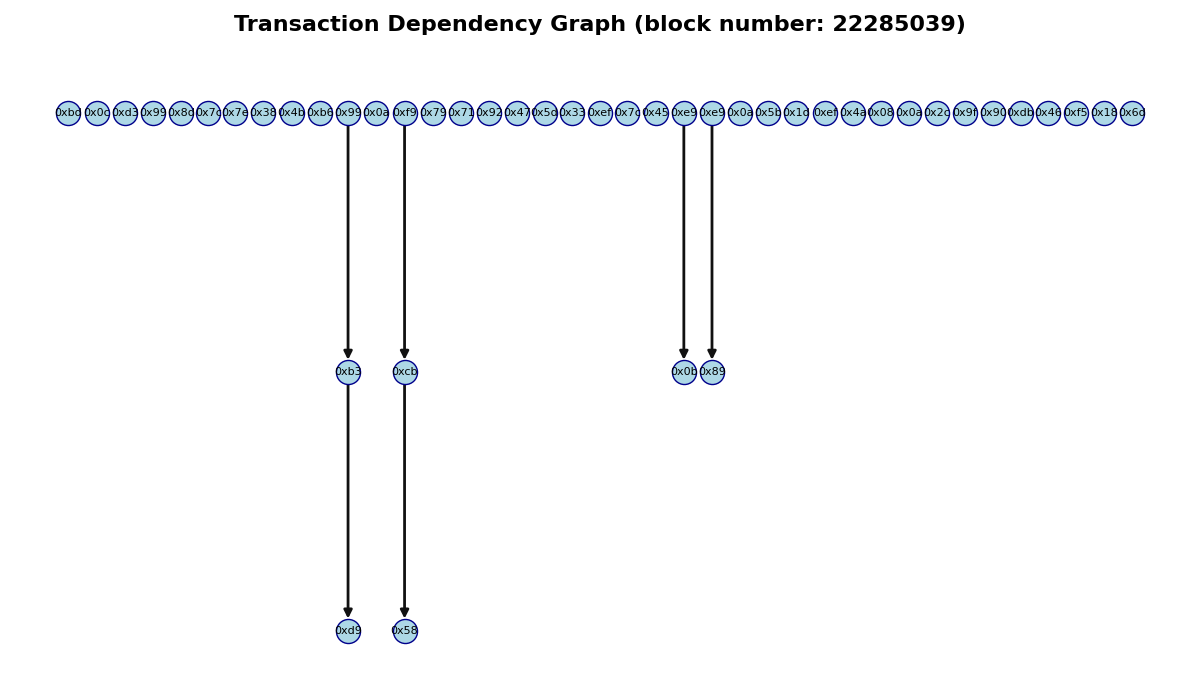 Transaction Dependency Graph (block number: 22285039)
0xbd 0x0c 0xd3 0x99 0x8d 0x7c 0x7e 0x38 0x4b 0xb6 0x99 0x0a 0xf9 0x79 0x71 0x92 0x47 0x5d 0x33 0xef 0x7c 0x45 0xe9 0xe9 0x0a 0x5b 0x1d 0xef 0x4a 0x08 0x0a 0x2c 0x9f 0x90 0xdb 0x46 0xf5 0x18 0x6d
0xb3 0xcb 0x0b 0x89
0xd9 0x58